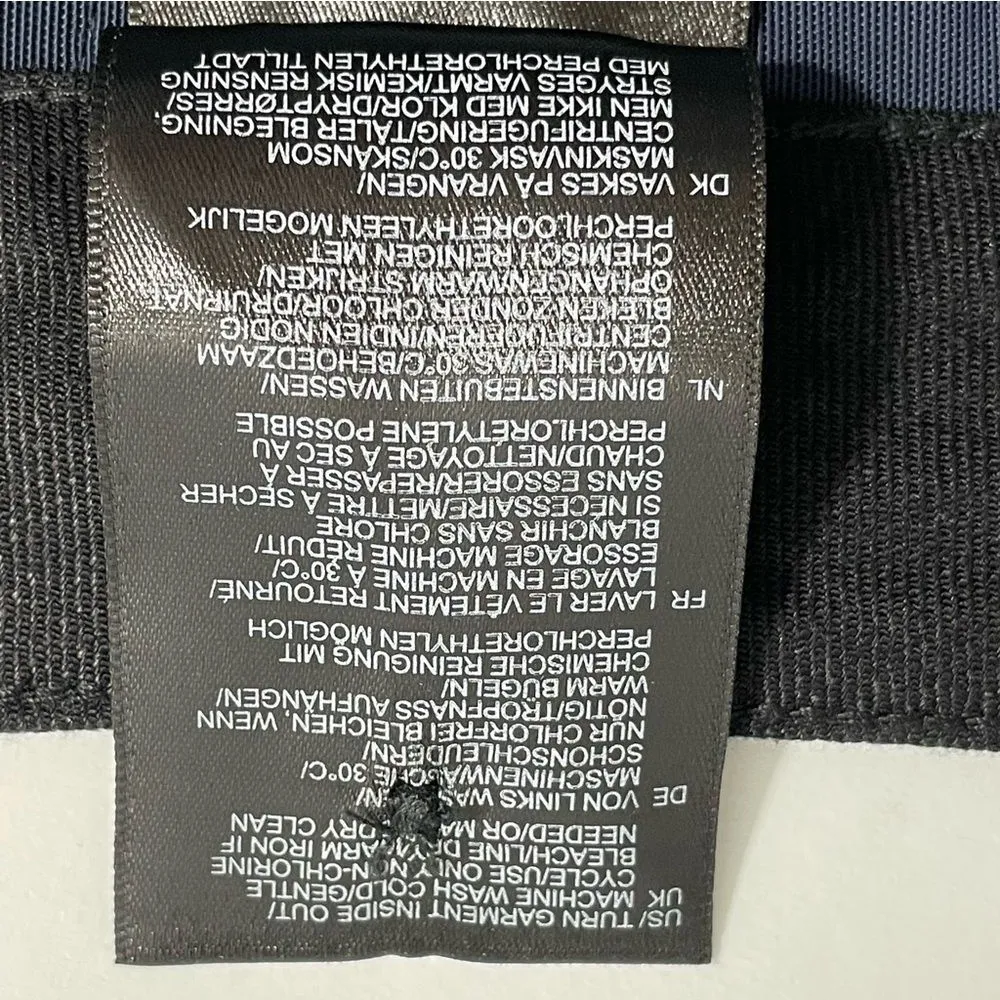 US/ TURN GARMENT INSIDE OUT/
UK MACHINE WASH COLD/GENTLE
CYCLE/USE ONLY NON-CHLORINE
BLEACH/LINE DRY/WARM IRON IF
NEEDED/OR MAY DRY CLEAN
DE VON LINKS WASCHEN/
MASCHINENWÄSCHE 30°C/
SCHONSCHLEUDERN/
NUR CHLORFREI BLEICHEN, WENN
NÖTIG/TROPFNASS AUFHÄNGEN/
WARM BÜGELN/
CHEMISCHE REINIGUNG MIT
PERCHLORETHYLEN MÖGLICH
FR LAVER LE VÊTEMENT RETOURNÉ/
LAVAGE EN MACHINE À 30°C/
ESSORAGE MACHINE RÉDUIT/
BLANCHIR SANS CHLORE
SI NÉCESSAIRE/METTRE À SÉCHER
SANS ESSORER/REPASSER À
CHAUD/NETTOYAGE À SEC AU
PERCHLORETYLENE POSSIBLE
NL BINNENSTEBUITEN WASSEN/
MACHINEWAS 30°C/BEHOEDZAAM
CENTRIFUGEREN/INDIEN NODIG
BLEKEN ZONDER CHLOOR/DRUIPNAT
OPHANGEN/WARM STRIJKEN/
CHEMISCH REINIGEN MET
PERCHLOORETHYLEEN MOGELIJK
DK VASKES PÅ VRANGEN/
MASKINVASK 30°C/SKÅNSOM
CENTRIFUGERING/TÅLER BLEGNING,
MEN IKKE MED KLOR/DRYPTØRRES/
STRYGES VARMT/KEMISK RENSNING
MED PERCHLORETHYLEN TILLADT